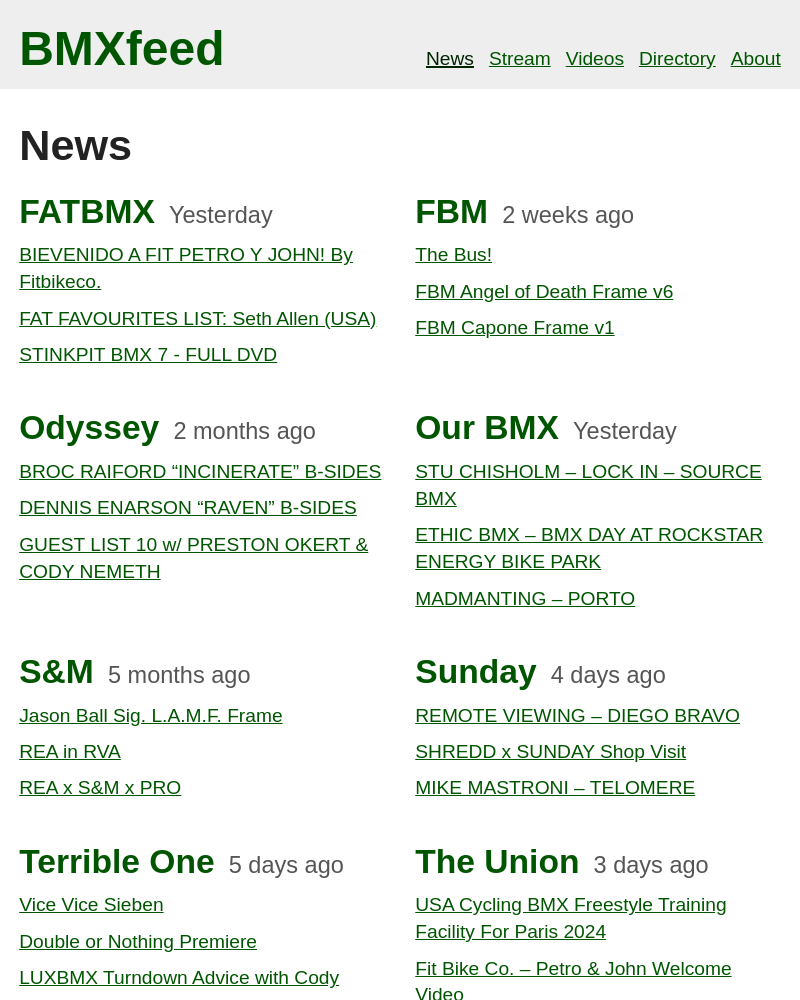 BMXfeed
News Stream Videos Directory About
News
FATBMX Yesterday
BIEVENIDO A FIT PETRO Y JOHN! By
Fitbikeco.
FAT FAVOURITES LIST: Seth Allen (USA)
STINKPIT BMX 7 - FULL DVD
FBM 2 weeks ago
The Bus!
FBM Angel of Death Frame v6
FBM Capone Frame v1
Odyssey 2 months ago
BROC RAIFORD “INCINERATE” B-SIDES
DENNIS ENARSON “RAVEN” B-SIDES
GUEST LIST 10 w/ PRESTON OKERT &
CODY NEMETH
Our BMX Yesterday
STU CHISHOLM – LOCK IN – SOURCE
BMX
ETHIC BMX – BMX DAY AT ROCKSTAR
ENERGY BIKE PARK
MADMANTING – PORTO
S&M 5 months ago
Jason Ball Sig. L.A.M.F. Frame
REA in RVA
REA x S&M x PRO
Sunday 4 days ago
REMOTE VIEWING – DIEGO BRAVO
SHREDD x SUNDAY Shop Visit
MIKE MASTRONI – TELOMERE
Terrible One 5 days ago
Vice Vice Sieben
Double or Nothing Premiere
LUXBMX Turndown Advice with Cody
The Union 3 days ago
USA Cycling BMX Freestyle Training
Facility For Paris 2024
Fit Bike Co. – Petro & John Welcome
Video